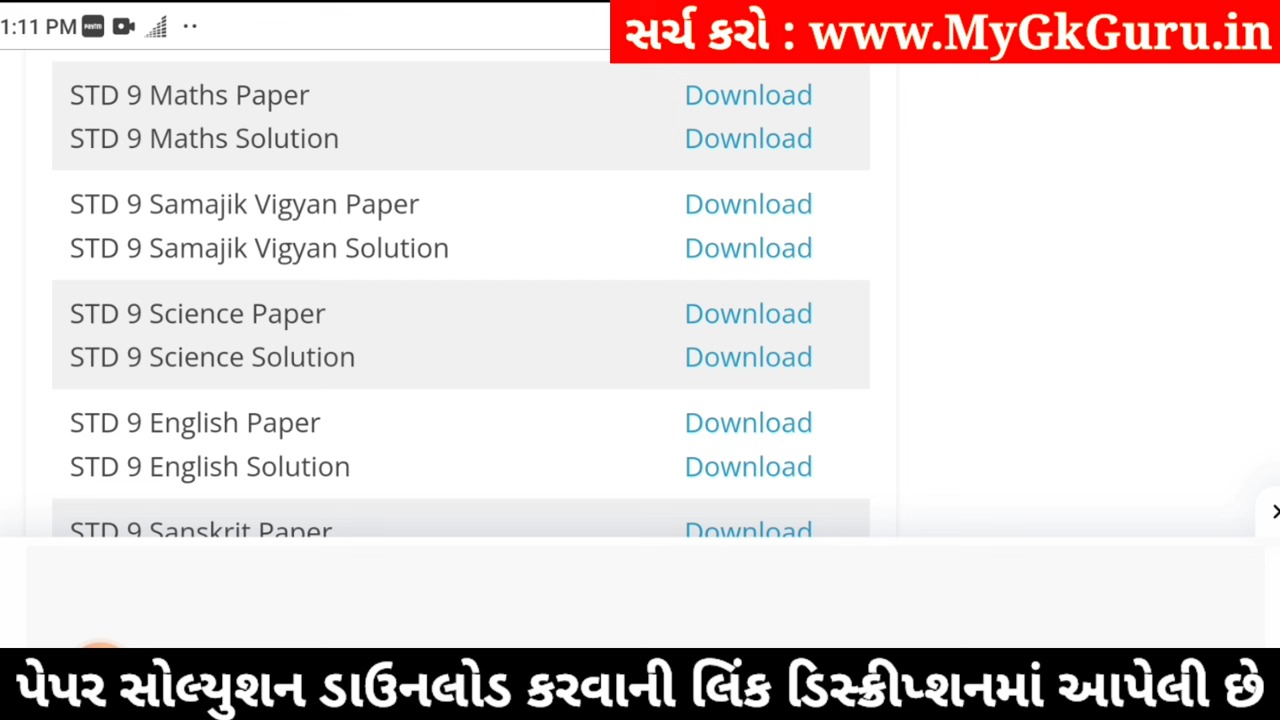 1:11 PM
સર્ચ કરો : www.MyGkGuru.in
STD 9 Maths Paper Download
STD 9 Maths Solution Download
STD 9 Samajik Vigyan Paper Download
STD 9 Samajik Vigyan Solution Download
STD 9 Science Paper Download
STD 9 Science Solution Download
STD 9 English Paper Download
STD 9 English Solution Download
STD 9 Sanskrit Paper Download
પેપર સોલ્યુશન ડાઉનલોડ કરવાની લિંક ડિસ્ક્રીપ્શનમાં આપેલી છે